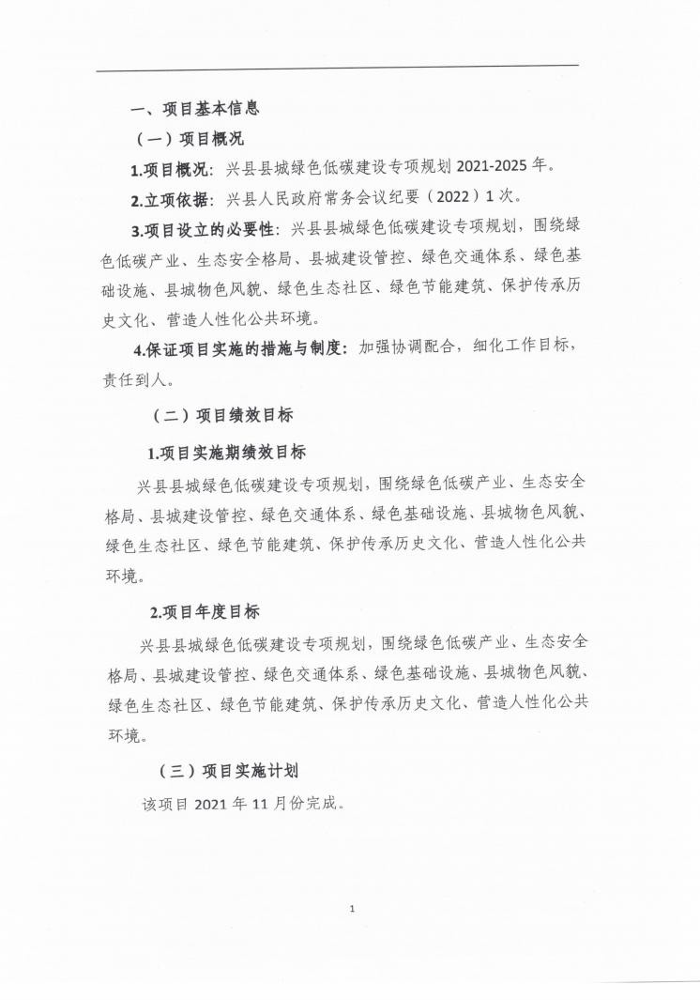 一、项目基本信息
（一）项目概况
1.项目概况：兴县县城绿色低碳建设专项规划 2021-2025 年。
2.立项依据：兴县人民政府常务会议纪要（2022）1 次。
3.项目设立的必要性：兴县县城绿色低碳建设专项规划，围绕绿
色低碳产业、生态安全格局、县城建设管控、绿色交通体系、绿色基
础设施、县城物色风貌、绿色生态社区、绿色节能建筑、保护传承历
史文化、营造人性化公共环境。
4.保证项目实施的措施与制度：加强协调配合，细化工作目标，
责任到人。
（二）项目绩效目标
1.项目实施期绩效目标
兴县县城绿色低碳建设专项规划，围绕绿色低碳产业、生态安全
格局、县城建设管控、绿色交通体系、绿色基础设施、县城物色风貌、
绿色生态社区、绿色节能建筑、保护传承历史文化、营造人性化公共
环境。
2.项目年度目标
兴县县城绿色低碳建设专项规划，围绕绿色低碳产业、生态安全
格局、县城建设管控、绿色交通体系、绿色基础设施、县城物色风貌、
绿色生态社区、绿色节能建筑、保护传承历史文化、营造人性化公共
环境。
（三）项目实施计划
该项目 2021 年 11 月份完成。
1